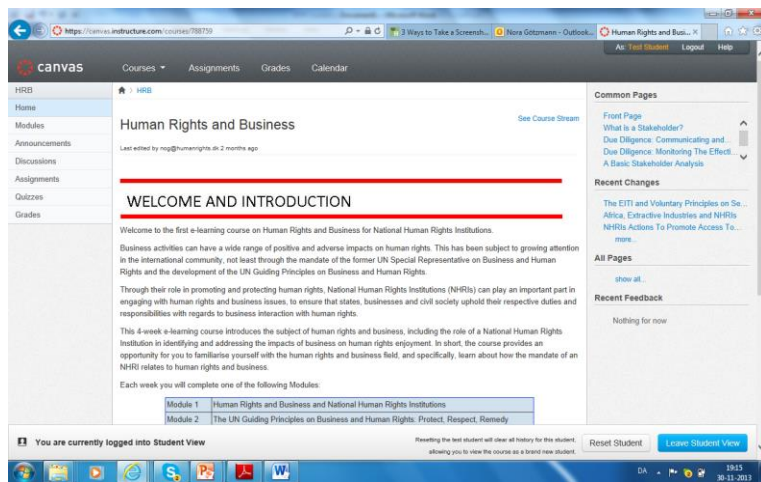 https://canvas.instructure.com/courses/788759
3 Ways to Take a Screensh...
Nora Götzmann - Outlook...
Human Rights and Busi...
canvas
Courses
Assignments
Grades
Calendar
As: Test Student
Logout
Help
HRB
Home
Modules
Announcements
Discussions
Assignments
Quizzes
Grades
> HRB
Human Rights and Business
See Course Stream
Last edited by nog@humanrights.dk 2 months ago
WELCOME AND INTRODUCTION
Welcome to the first e-learning course on Human Rights and Business for National Human Rights Institutions.
Business activities can have a wide range of positive and adverse impacts on human rights. This has been subject to growing attention
in the international community, not least through the mandate of the former UN Special Representative on Business and Human
Rights and the development of the UN Guiding Principles on Business and Human Rights.
Through their role in promoting and protecting human rights, National Human Rights Institutions (NHRIs) can play an important part in
engaging with human rights and business issues, to ensure that states, businesses and civil society uphold their respective duties and
responsibilities with regards to business interaction with human rights.
This 4-week e-learning course introduces the subject of human rights and business, including the role of a National Human Rights
Institution in identifying and addressing the impacts of business on human rights enjoyment. In short, the course provides an
opportunity for you to familiarise yourself with the human rights and business field, and specifically, learn about how the mandate of an
NHRI relates to human rights and business.
Each week you will complete one of the following Modules:
Module 1 Human Rights and Business and National Human Rights Institutions
Module 2 The UN Guiding Principles on Business and Human Rights: Protect, Respect, Remedy
Common Pages
Front Page
What is a Stakeholder?
Due Diligence: Communicating and...
Due Diligence: Monitoring The Effecti...
A Basic Stakeholder Analysis
Recent Changes
The EITI and Voluntary Principles on Se...
Africa, Extractive Industries and NHRIs
NHRIs Actions To Promote Access To...
more...
All Pages
show all...
Recent Feedback
Nothing for now
You are currently logged into Student View
Resetting the test student will clear all history for this student,
allowing you to view the course as a brand new student.
Reset Student
Leave Student View
DA
19:15
30-11-2013